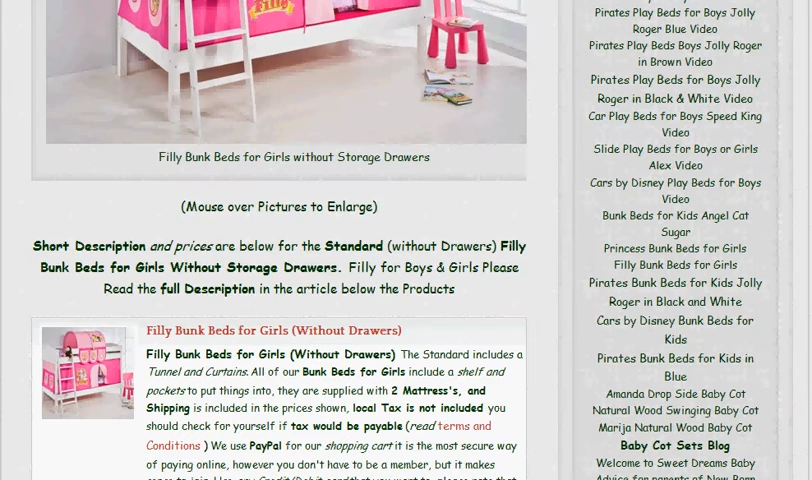 Filly
Filly Bunk Beds for Girls without Storage Drawers
(Mouse over Pictures to Enlarge)
Short Description and prices are below for the Standard (without Drawers) Filly
Bunk Beds for Girls Without Storage Drawers. Filly for Boys & Girls Please
Read the full Description in the article below the Products
Filly Bunk Beds for Girls (Without Drawers)
Filly Bunk Beds for Girls (Without Drawers) The Standard includes a
Tunnel and Curtains. All of our Bunk Beds for Girls include a shelf and
pockets to put things into, they are supplied with 2 Mattress's, and
Shipping is included in the prices shown, local Tax is not included you
should check for yourself if tax would be payable (read terms and
Conditions ) We use PayPal for our shopping cart it is the most secure way
of paying online, however you don't have to be a member, but it makes
Pirates Play Beds for Boys Jolly
Roger Blue Video
Pirates Play Beds Boys Jolly Roger
in Brown Video
Pirates Play Beds for Boys Jolly
Roger in Black & White Video
Car Play Beds for Boys Speed King
Video
Slide Play Beds for Boys or Girls
Alex Video
Cars by Disney Play Beds for Boys
Video
Bunk Beds for Kids Angel Cat
Sugar
Princess Bunk Beds for Girls
Filly Bunk Beds for Girls
Pirates Bunk Beds for Kids Jolly
Roger in Black and White
Cars by Disney Bunk Beds for
Kids
Pirates Bunk Beds for Kids in
Blue
Amanda Drop Side Baby Cot
Natural Wood Swinging Baby Cot
Marija Natural Wood Baby Cot
Baby Cot Sets Blog
Welcome to Sweet Dreams Baby
Advice for parents of New Born